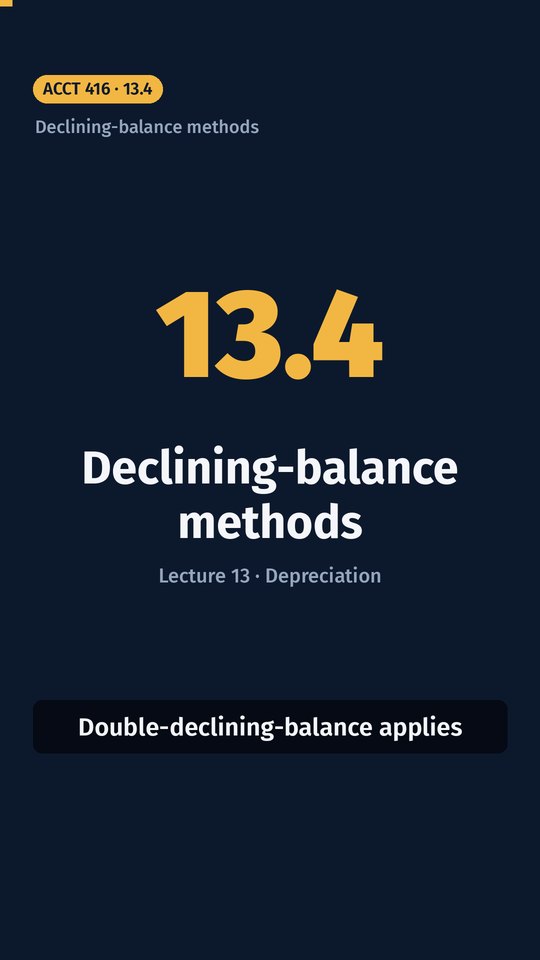 ACCT 416 · 13.4
Declining-balance methods
13.4
Declining-balance
methods
Lecture 13 · Depreciation
Double-declining-balance applies